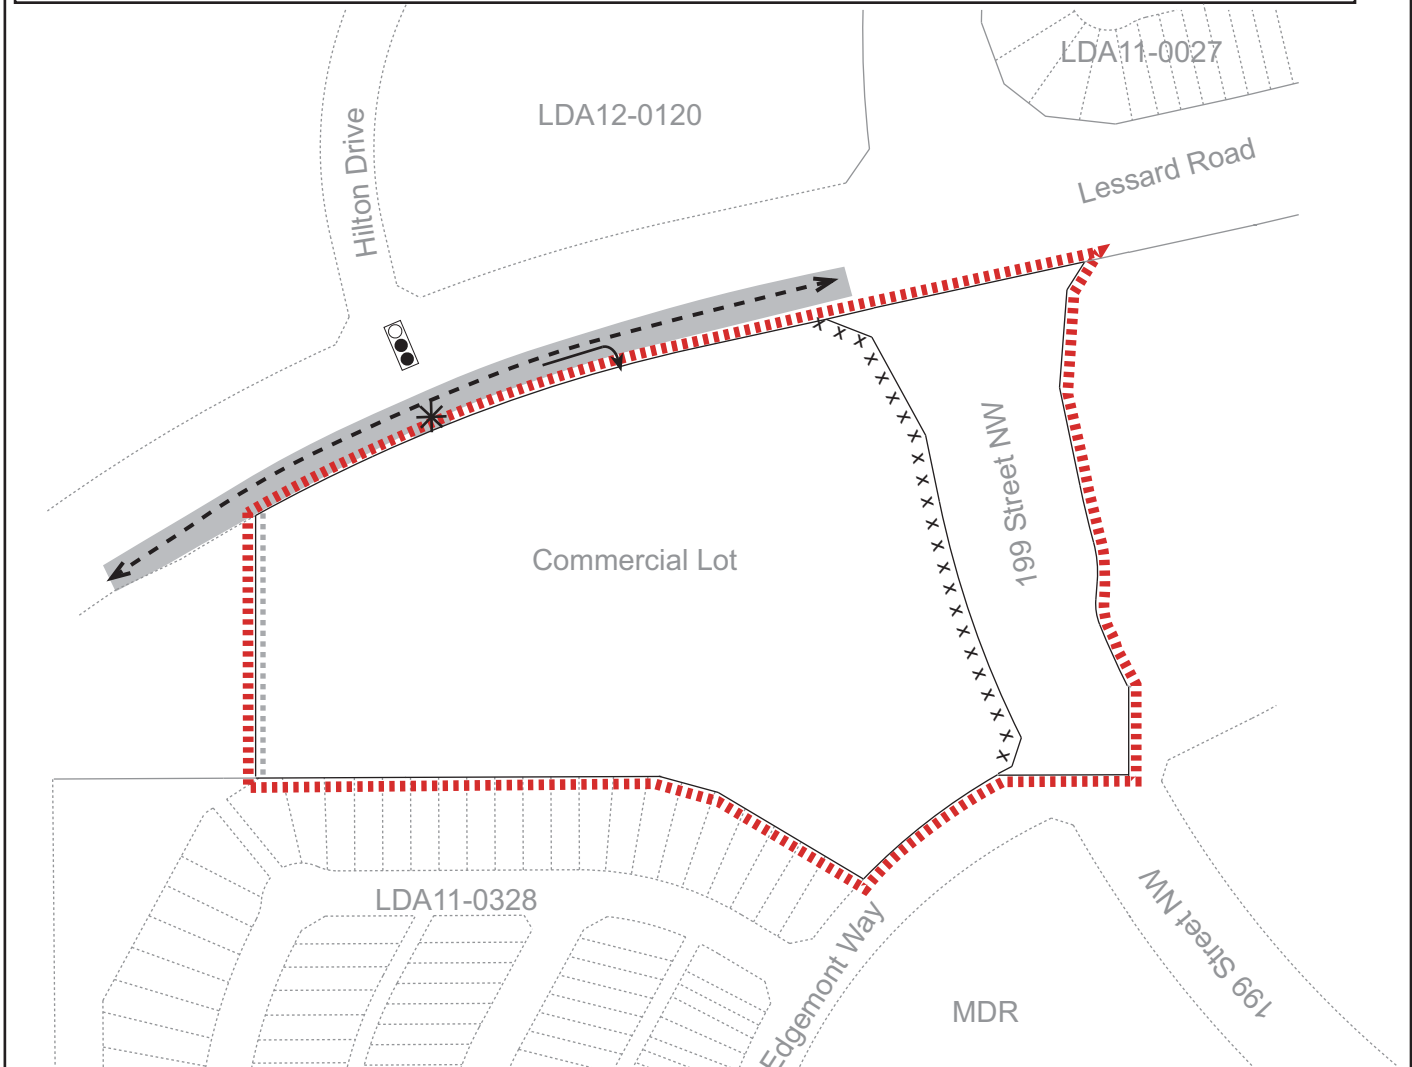 LDA11-0027
LDA12-0120
Hilton Drive
Lessard Road
199 Street NW
Commercial Lot
LDA11-0328
Edgemont Way
199 Street NW
MDR